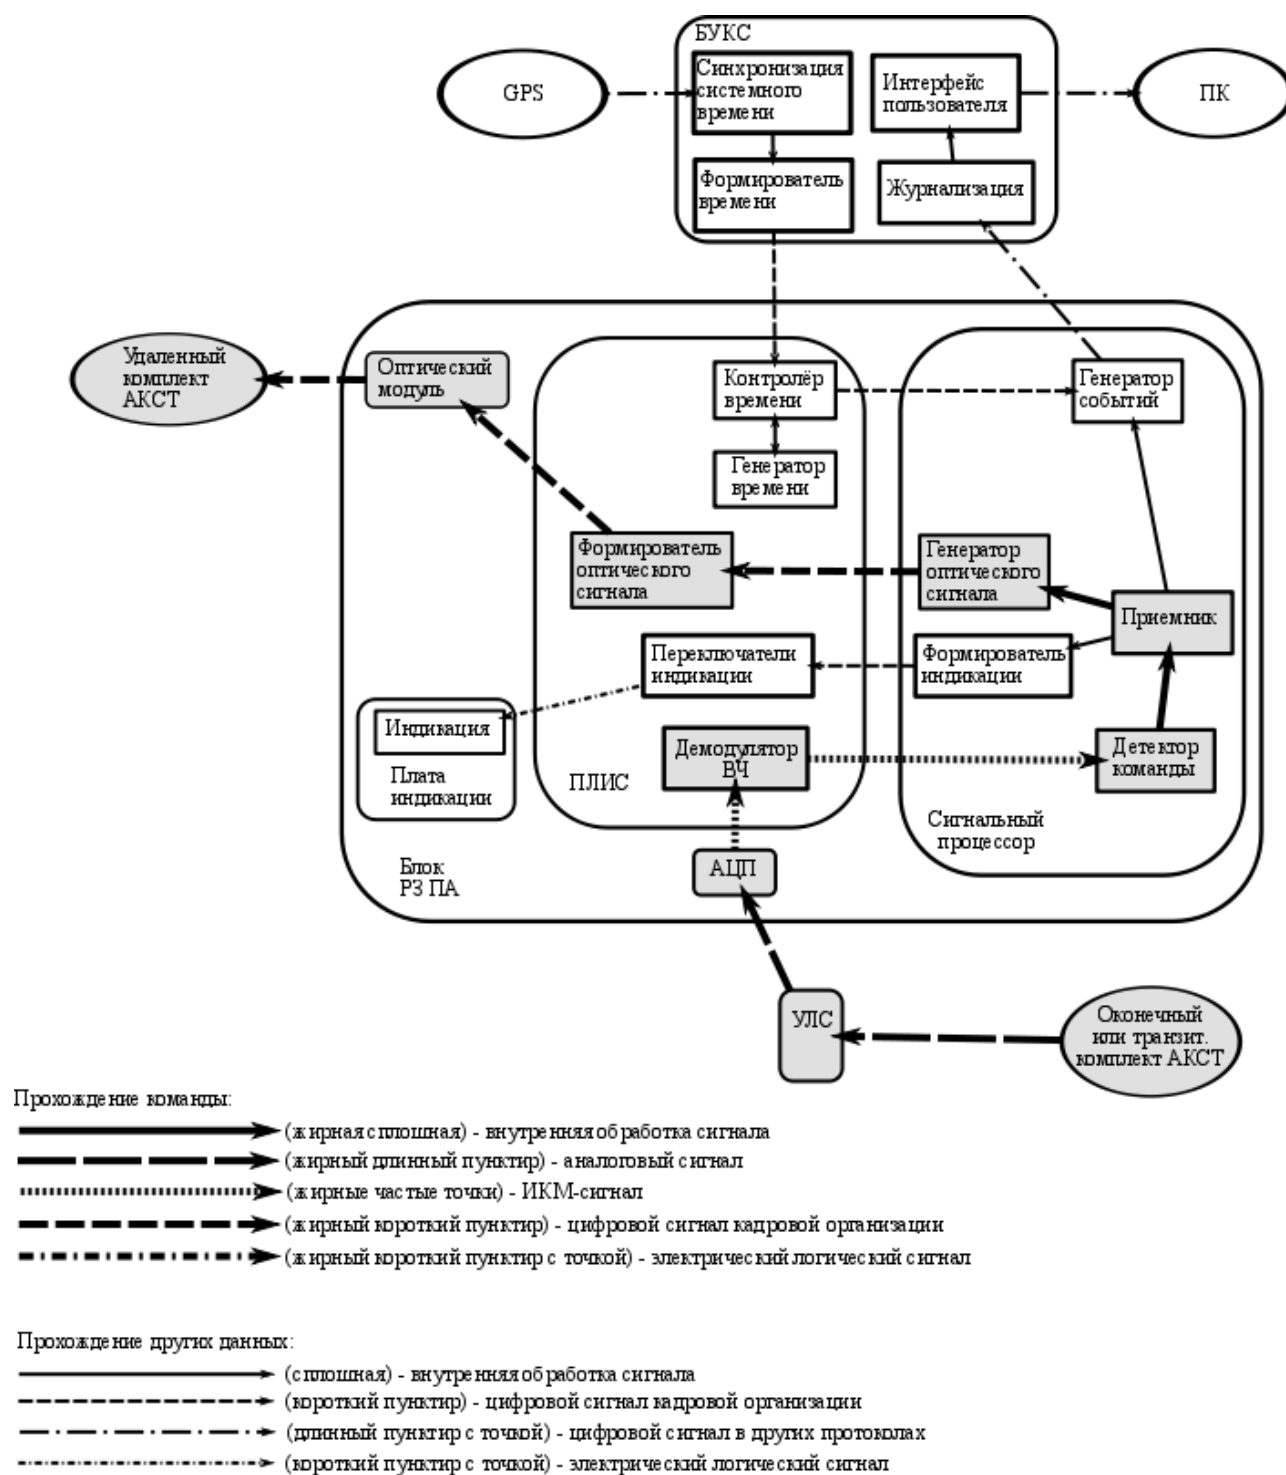 БУКС
GPS
Синхронизация
системного
времени
Интерфейс
пользователя
ПК
Формирователь
времени
Журнализация
Удаленный
комплект
АКСТ
Оптический
модуль
Контролёр
времени
Генератор
событий
Генератор
времени
Формирователь
оптического
сигнала
Генератор
оптического
сигнала
Приемник
Переключатели
индикации
Формирователь
индикации
Индикация
Плата
индикации
Демодулятор
ВЧ
Детектор
команды
ПЛИС
Сигнальный
процессор
Блок
РЗ ПА
АЦП
УЛС
Оконечный
или транзит.
комплект АКСТ
Прохождение команды:
(жирная сплошная) - внутренняя обработка сигнала
(жирный длинный пунктир) - аналоговый сигнал
(жирные частые точки) - ИКМ-сигнал
(жирный короткий пунктир) - цифровой сигнал кадровой организации
(жирный короткий пунктир с точкой) - электрический логический сигнал
Прохождение других данных:
(сплошная) - внутренняя обработка сигнала
(короткий пунктир) - цифровой сигнал кадровой организации
(длинный пунктир с точкой) - цифровой сигнал в других протоколах
(короткий пунктир с точкой) - электрический логический сигнал